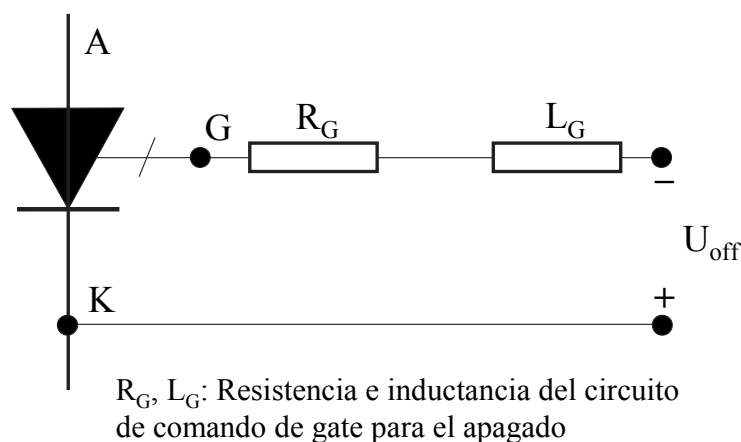 A
G
R_G
L_G
−
U_off
K
+
R_G, L_G: Resistencia e inductancia del circuito
de comando de gate para el apagado